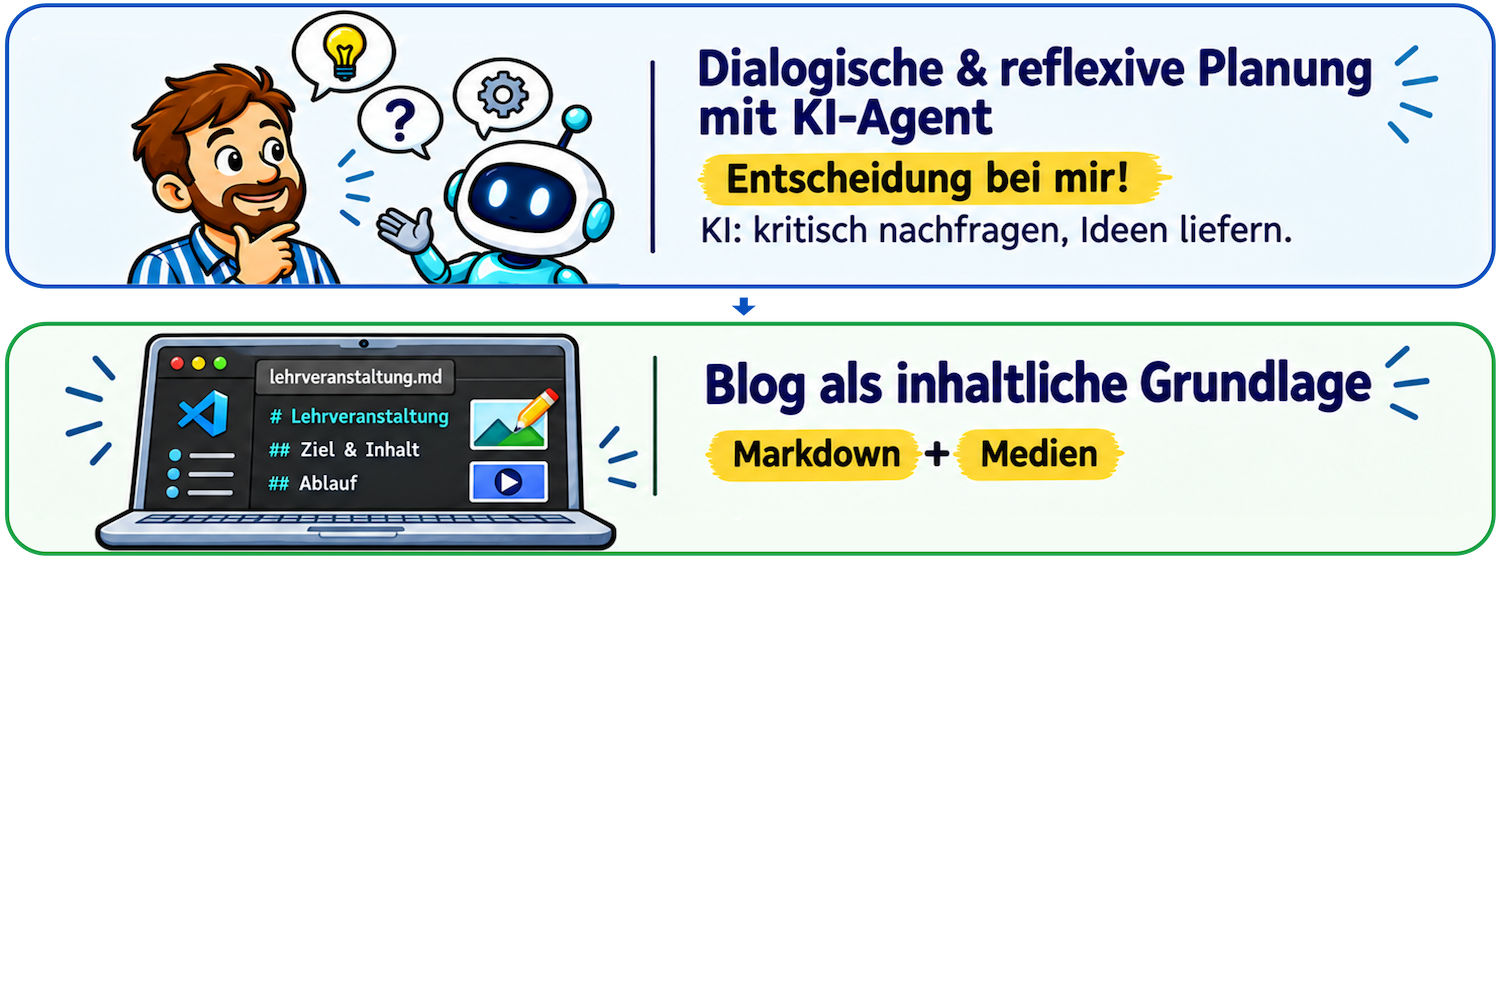 ?
Dialogische & reflexive Planung
mit KI-Agent
Entscheidung bei mir!
KI: kritisch nachfragen, Ideen liefern.
lehrveranstaltung.md
# Lehrveranstaltung
## Ziel & Inhalt
## Ablauf
Blog als inhaltliche Grundlage
Markdown + Medien